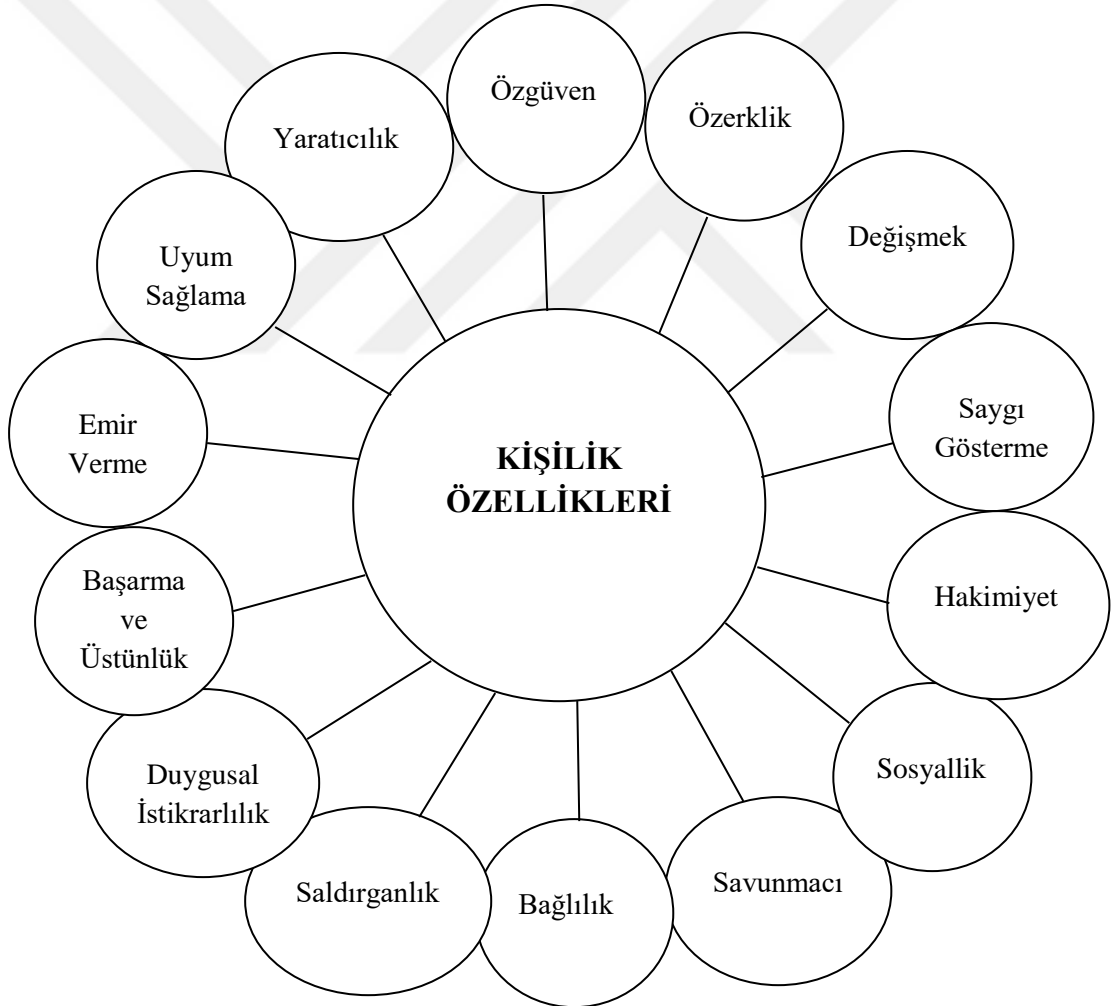 Özgüven
Özerklik
Değişmek
Saygı
Gösterme
Hakimiyet
Sosyallik
Savunmacı
Bağlılık
Saldırganlık
Duygusal
İstikrarlılık
Başarma
ve
Üstünlük
Emir
Verme
Uyum
Sağlama
Yaratıcılık
KİŞİLİK
ÖZELLİKLERİ